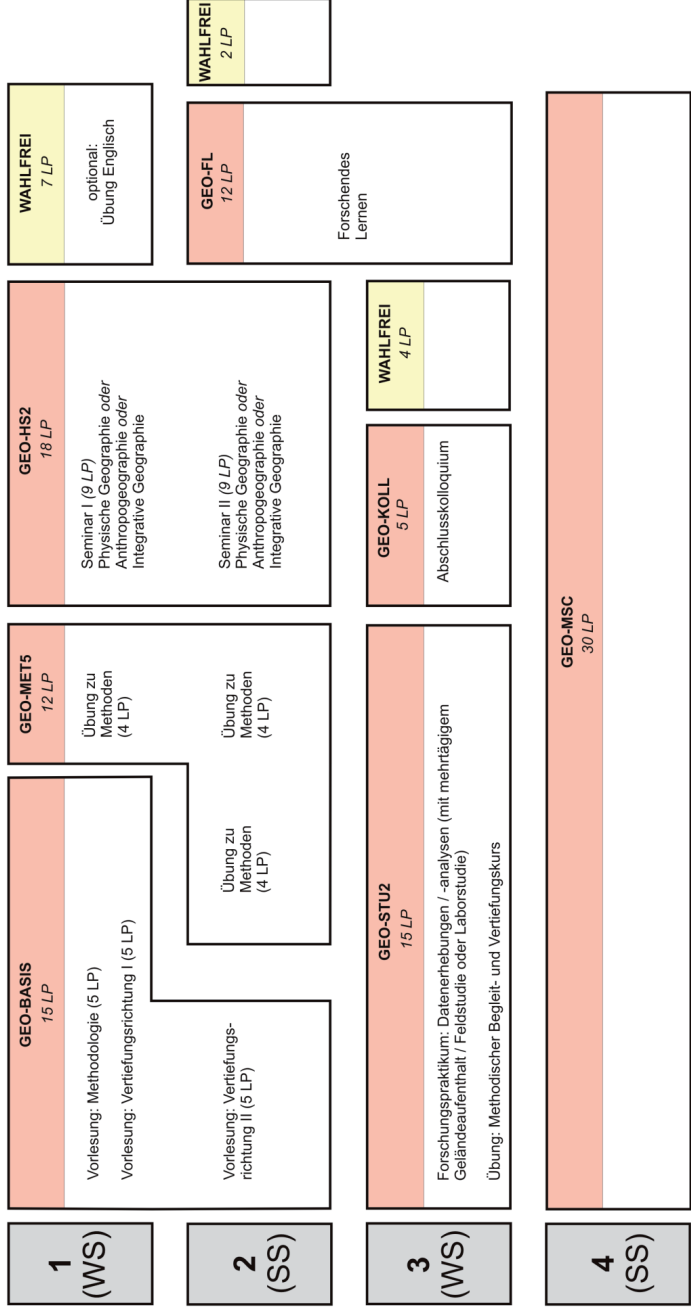 1
(WS)
GEO-BASIS
15 LP
Vorlesung: Methodologie (5 LP)
Vorlesung: Vertiefungsrichtung I (5 LP)
Vorlesung: Vertiefungs-
richtung II (5 LP)
GEO-MET5
12 LP
Übung zu
Methoden
(4 LP)
Übung zu
Methoden
(4 LP)
Übung zu
Methoden
(4 LP)
GEO-HS2
18 LP
Seminar I (9 LP)
Physische Geographie oder
Anthropogeographie oder
Integrative Geographie
Seminar II (9 LP)
Physische Geographie oder
Anthropogeographie oder
Integrative Geographie
WAHLFREI
7 LP
optional:
Übung Englisch
2
(SS)
GEO-FL
12 LP
Forschendes
Lernen
WAHLFREI
2 LP
3
(WS)
GEO-STU2
15 LP
Forschungspraktikum: Datenerhebungen / -analysen (mit mehrtägigem
Geländeaufenthalt / Feldstudie oder Laborstudie)
Übung: Methodischer Begleit- und Vertiefungskurs
GEO-KOLL
5 LP
Abschlusskolloquium
WAHLFREI
4 LP
4
(SS)
GEO-MSC
30 LP